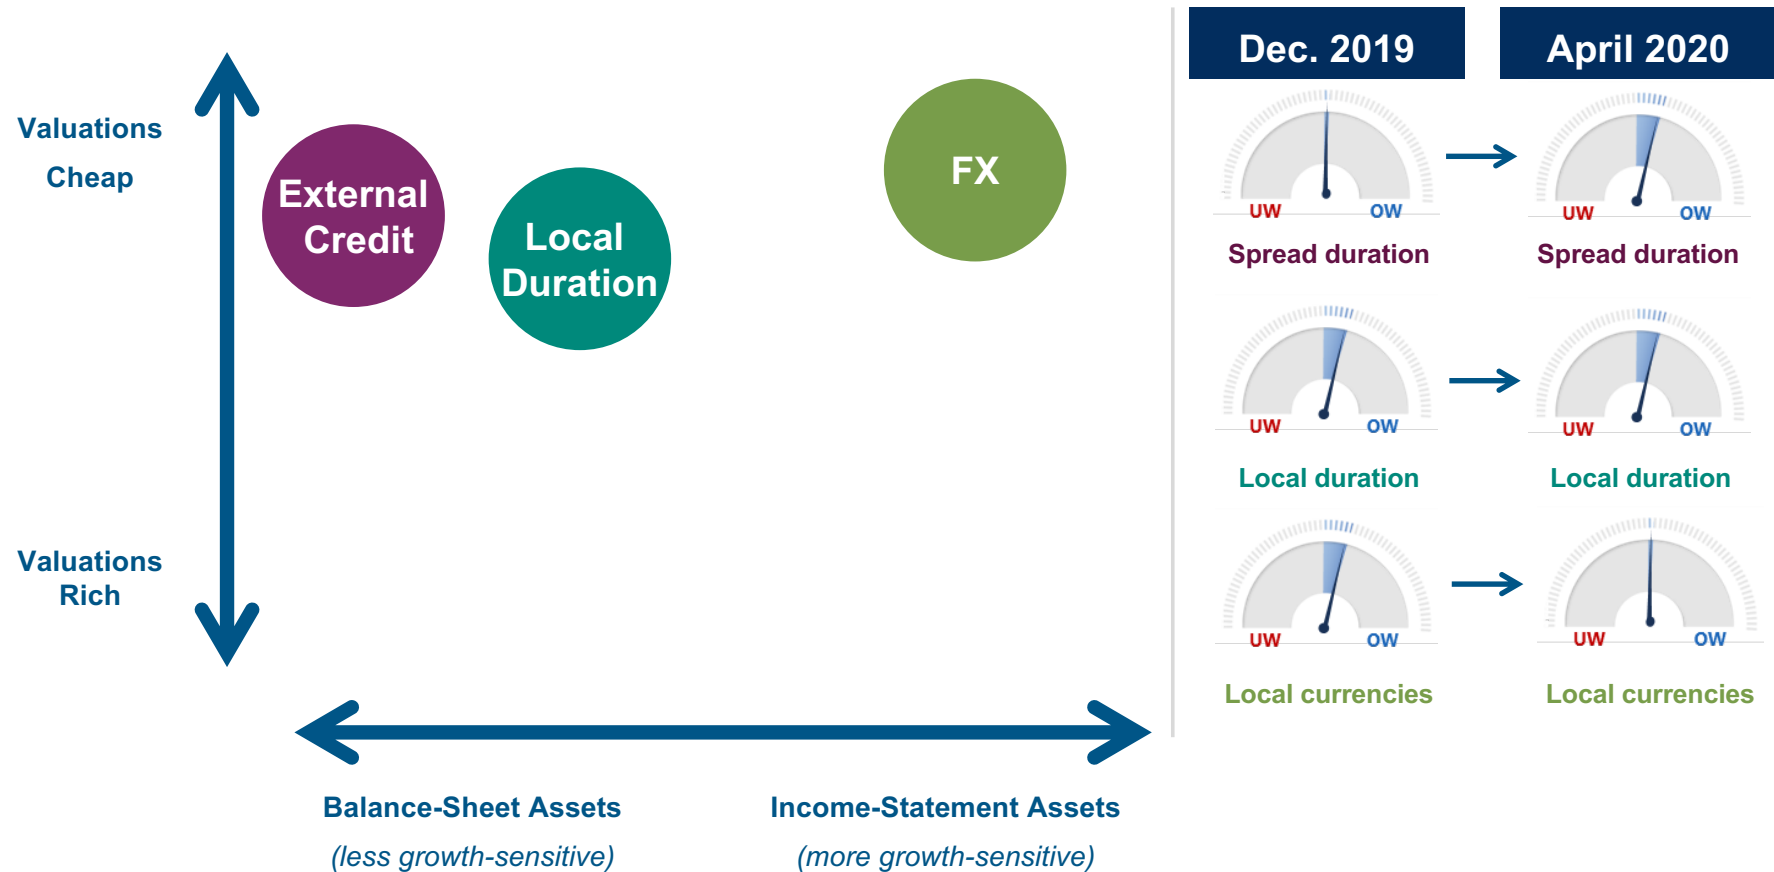 Valuations
Cheap
Valuations
Rich
External
Credit
Local
Duration
FX
Balance-Sheet Assets
(less growth-sensitive)
Income-Statement Assets
(more growth-sensitive)
Dec. 2019
April 2020
UW OW
Spread duration
UW OW
Spread duration
UW OW
Local duration
UW OW
Local duration
UW OW
Local currencies
UW OW
Local currencies